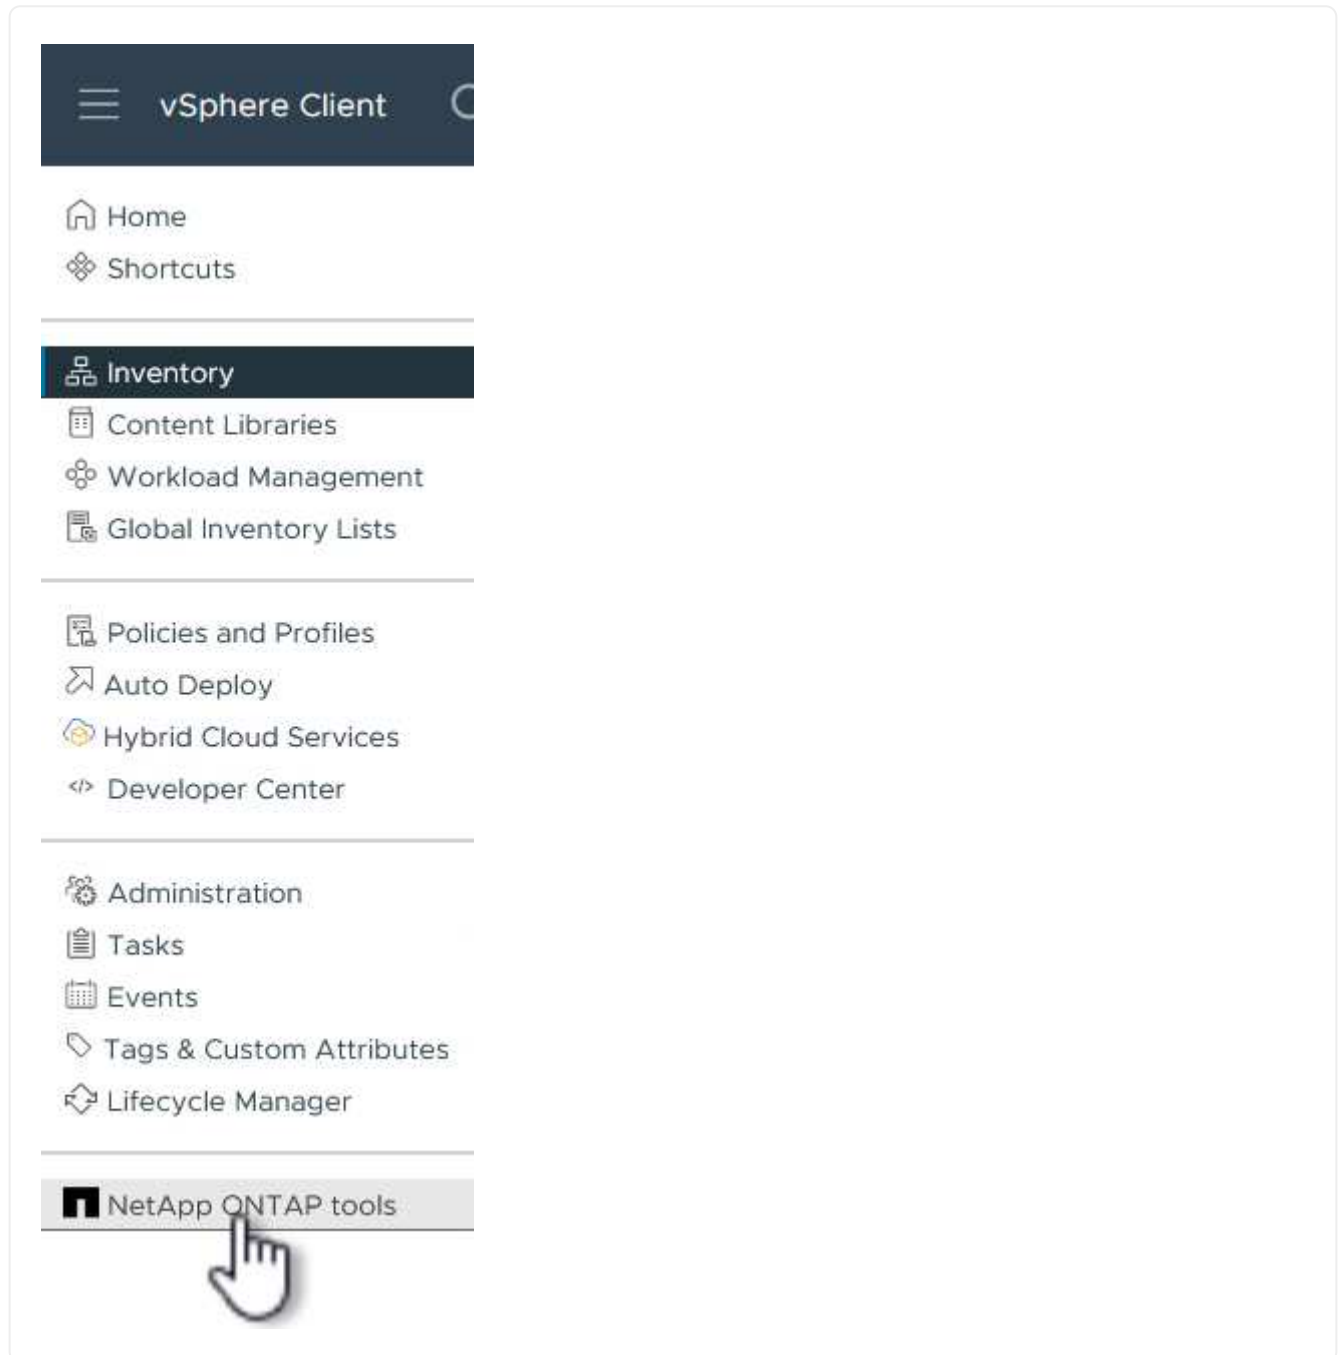 vSphere Client
Home
Shortcuts
Inventory
Content Libraries
Workload Management
Global Inventory Lists
Policies and Profiles
Auto Deploy
Hybrid Cloud Services
Developer Center
Administration
Tasks
Events
Tags & Custom Attributes
Lifecycle Manager
NetApp ONTAP tools